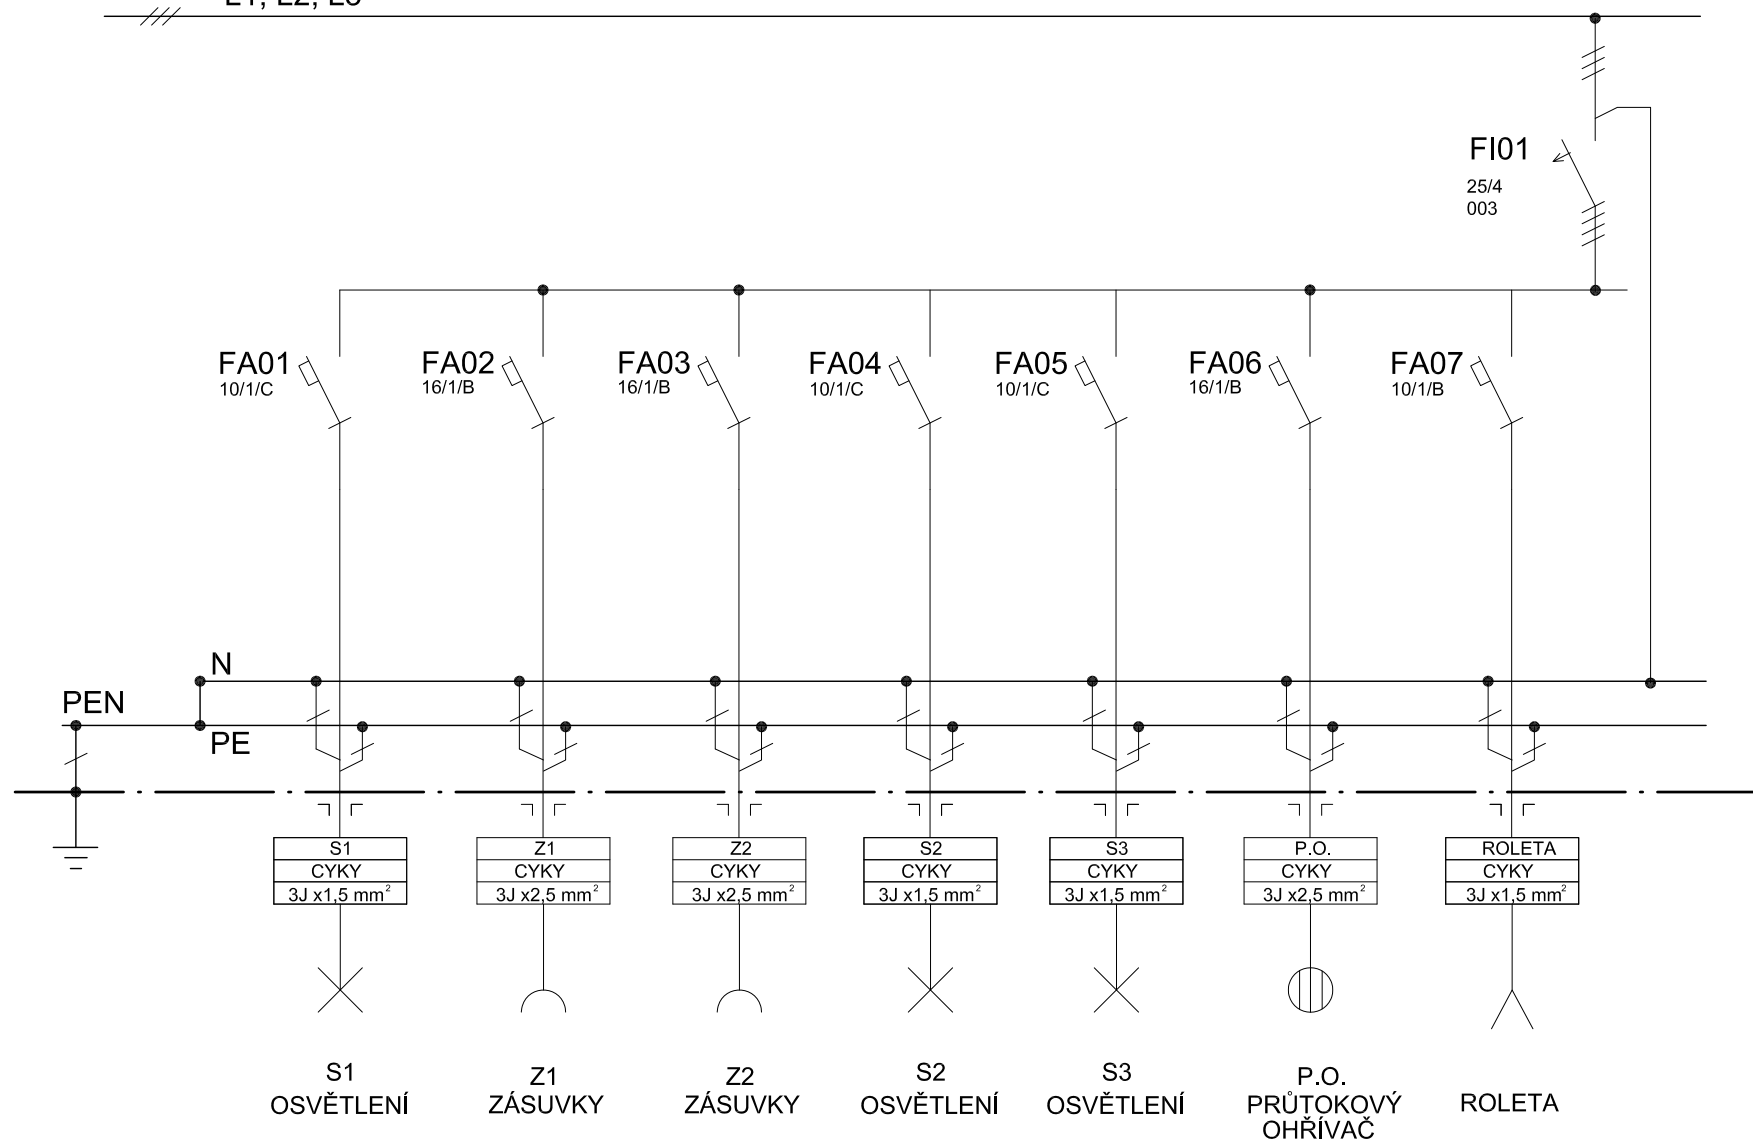 L1, L2, L3
FI01
25/4
003
FA01
10/1/C
FA02
16/1/B
FA03
16/1/B
FA04
10/1/C
FA05
10/1/C
FA06
16/1/B
FA07
10/1/B
N
PEN
PE
S1
CYKY
3J x1,5 mm²
Z1
CYKY
3J x2,5 mm²
Z2
CYKY
3J x2,5 mm²
S2
CYKY
3J x1,5 mm²
S3
CYKY
3J x1,5 mm²
P.O.
CYKY
3J x2,5 mm²
ROLETA
CYKY
3J x1,5 mm²
S1
OSVĚTLENÍ
Z1
ZÁSUVKY
Z2
ZÁSUVKY
S2
OSVĚTLENÍ
S3
OSVĚTLENÍ
P.O.
PRŮTOKOVÝ
OHŘÍVAČ
ROLETA